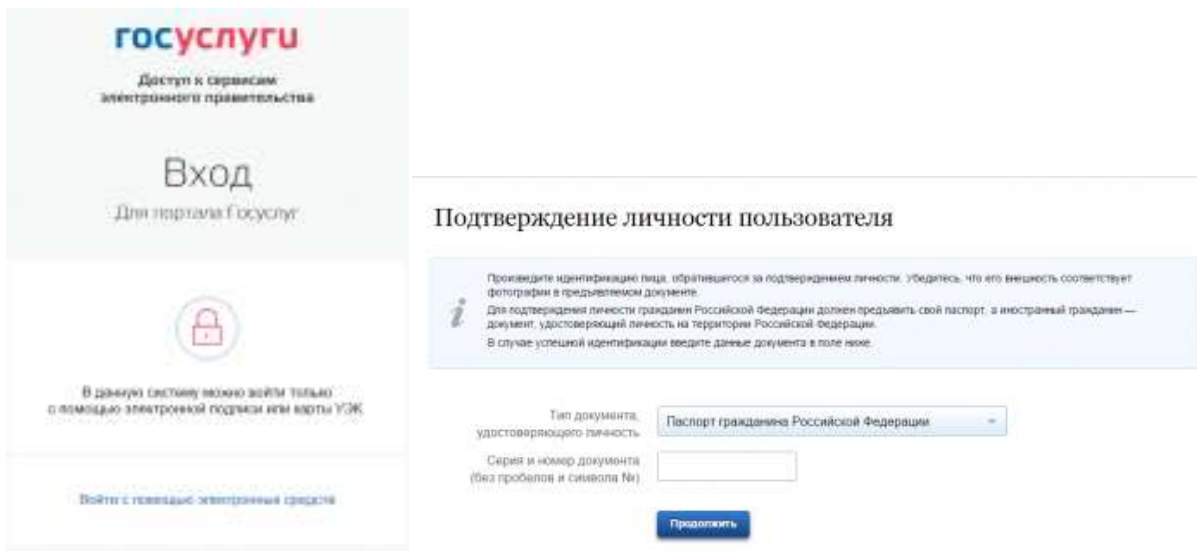 госуслуги
Доступ к сервисам
электронного правительства
Вход
Для портала Госуслуг
В данную систему можно войти только
с помощью электронной подписи или карты УЭК
Войти с помощью электронных средств
Подтверждение личности пользователя
Произведите идентификацию лица, обратившегося за подтверждением личности. Убедитесь, что его внешность соответствует
фотографии в предъявляемом документе.
Для подтверждения личности гражданин Российской Федерации должен предъявить свой паспорт, а иностранный гражданин —
документ, удостоверяющий личность на территории Российской Федерации.
В случае успешной идентификации введите данные документа в поле ниже.
Тип документа,
удостоверяющего личность
Паспорт гражданина Российской Федерации
Серия и номер документа
(без пробелов и символа №)
Продолжить